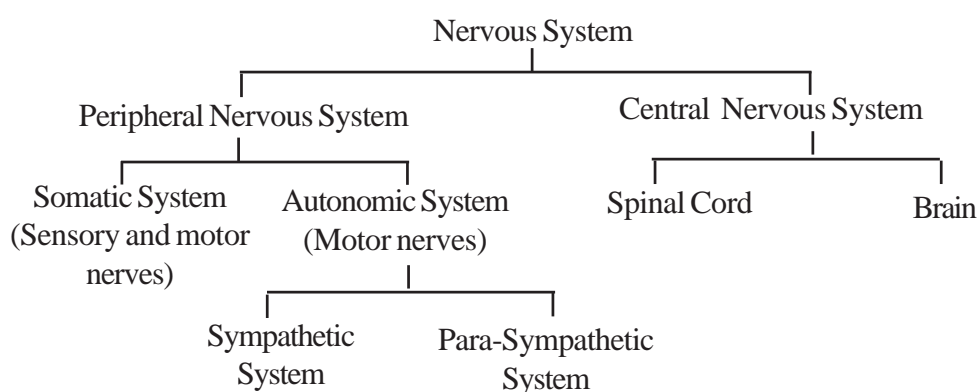 Nervous System
Peripheral Nervous System
Central Nervous System
Somatic System
(Sensory and motor
nerves)
Autonomic System
(Motor nerves)
Spinal Cord
Brain
Sympathetic
System
Para-Sympathetic
System